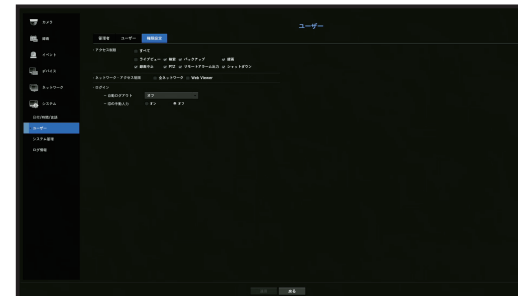 ユーザー
カメラ
録画
イベント
デバイス
ネットワーク
システム
日付/時間/言語
ユーザー
システム管理
ログ情報
管理者 ユーザー 権限設定
アクセス制限 すべて
ライブビュー 検索 バックアップ 録画
録画中止 PTZ リモートアラーム出力 シャットダウン
ネットワーク・アクセス制限 全ネットワーク Web Viewer
ログイン
自動ログアウト オフ
IDの手動入力 オン オフ
戻る